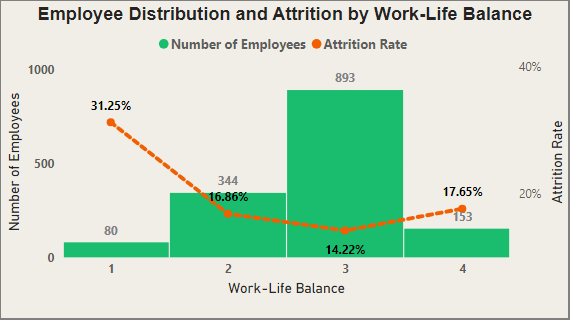 Employee Distribution and Attrition by Work-Life Balance
Number of Employees Attrition Rate
1000
500
0
Number of Employees
40%
20%
Attrition Rate
31.25%
80
344
16.86%
893
14.22%
17.65%
153
1 2 3 4
Work-Life Balance